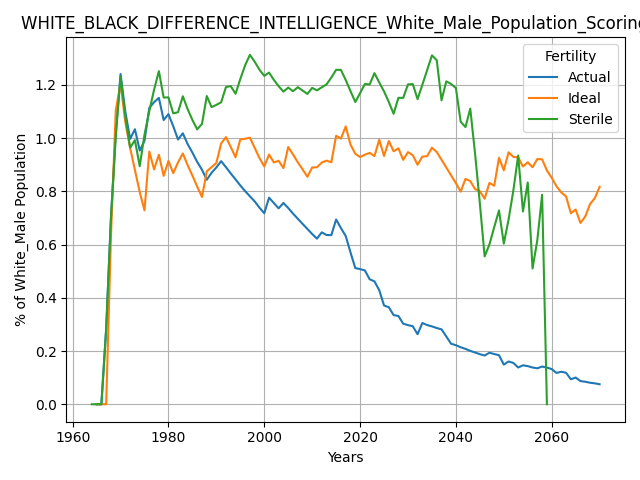 WHITE_BLACK_DIFFERENCE_INTELLIGENCE_White_Male_Population_Scoring
Fertility
Actual
Ideal
Sterile
% of White_Male Population
1.2
1.0
0.8
0.6
0.4
0.2
0.0
1960 1980 2000 2020 2040 2060
Years